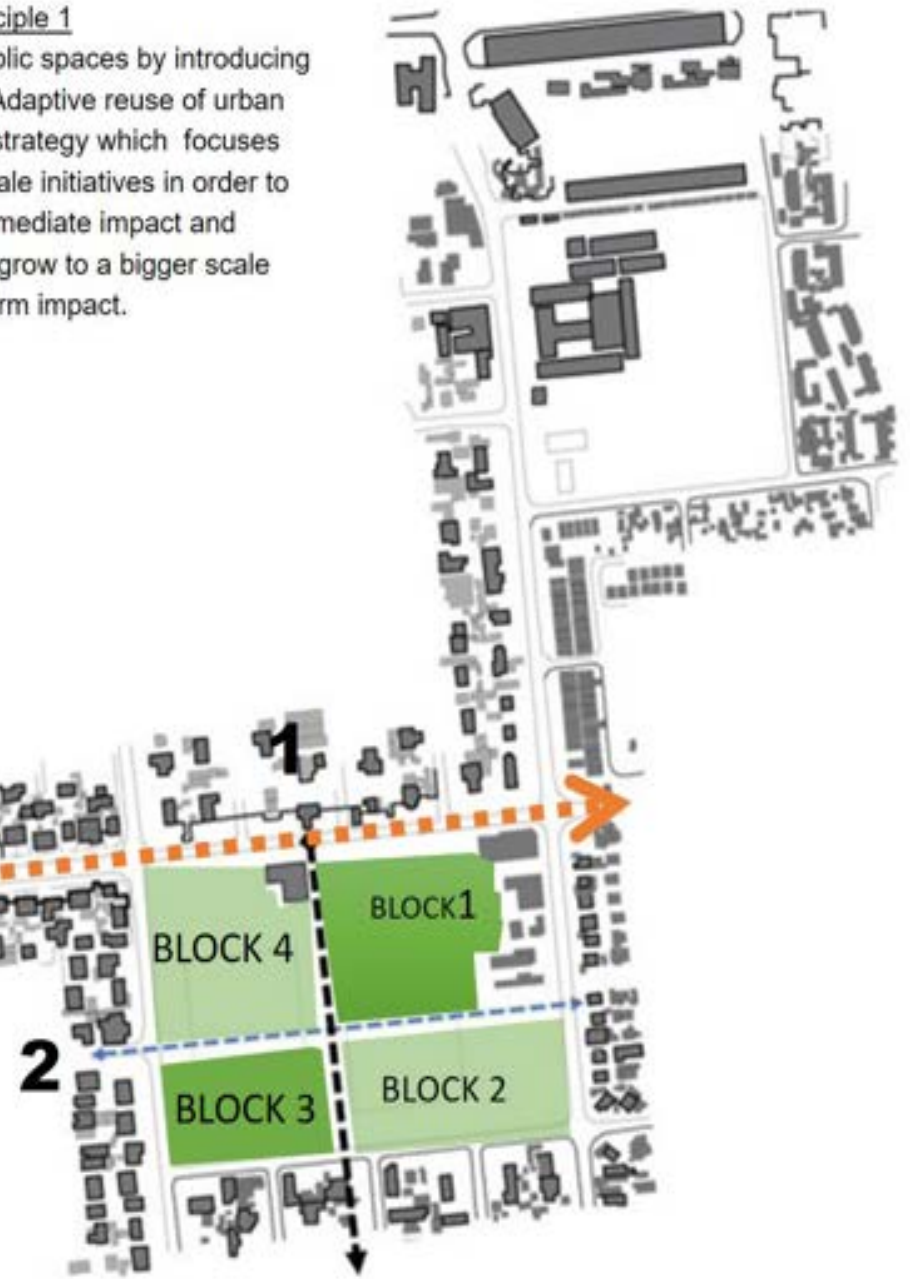 ciple 1
blic spaces by introducing
Adaptive reuse of urban
strategy which focuses
ale initiatives in order to
mediate impact and
grow to a bigger scale
rm impact.
1
BLOCK1
BLOCK 4
2
BLOCK 3
BLOCK 2